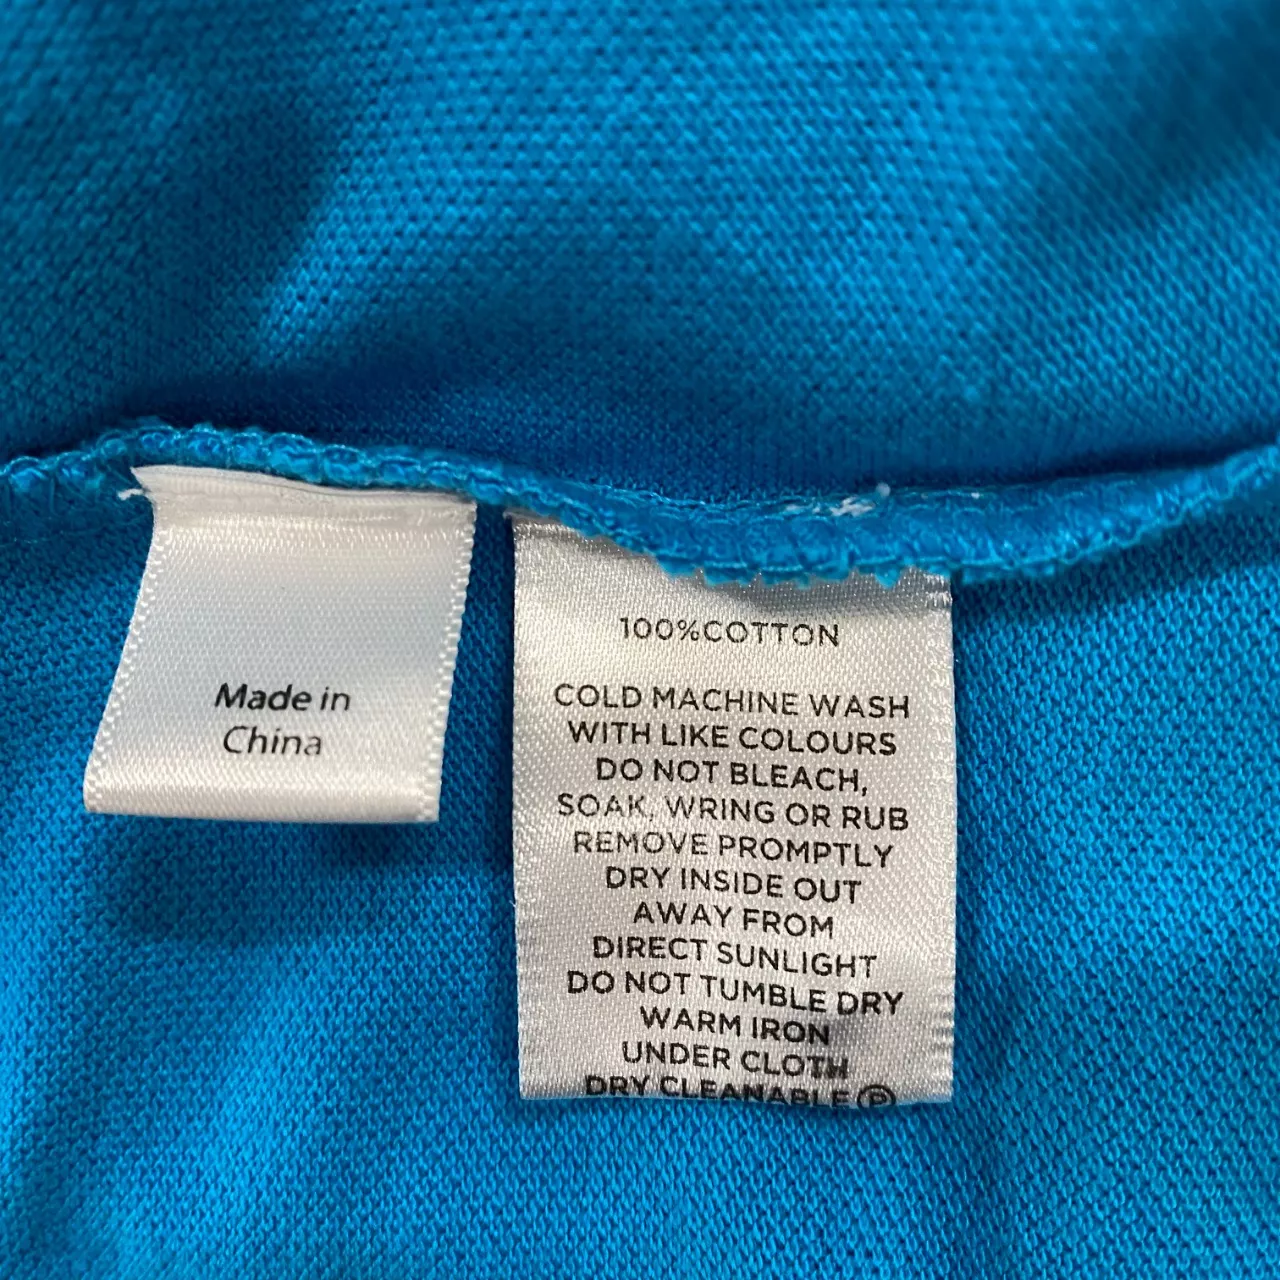 Made in
China
100%COTTON
COLD MACHINE WASH
WITH LIKE COLOURS
DO NOT BLEACH,
SOAK, WRING OR RUB
REMOVE PROMPTLY
DRY INSIDE OUT
AWAY FROM
DIRECT SUNLIGHT
DO NOT TUMBLE DRY
WARM IRON
UNDER CLOTH
DRY CLEANABLE Ⓟ